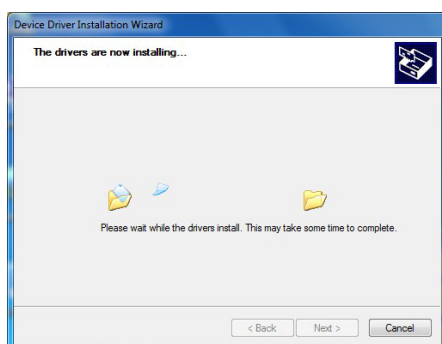 Device Driver Installation Wizard
The drivers are now installing...
Please wait while the drivers install. This may take some time to complete.
< Back Next > Cancel